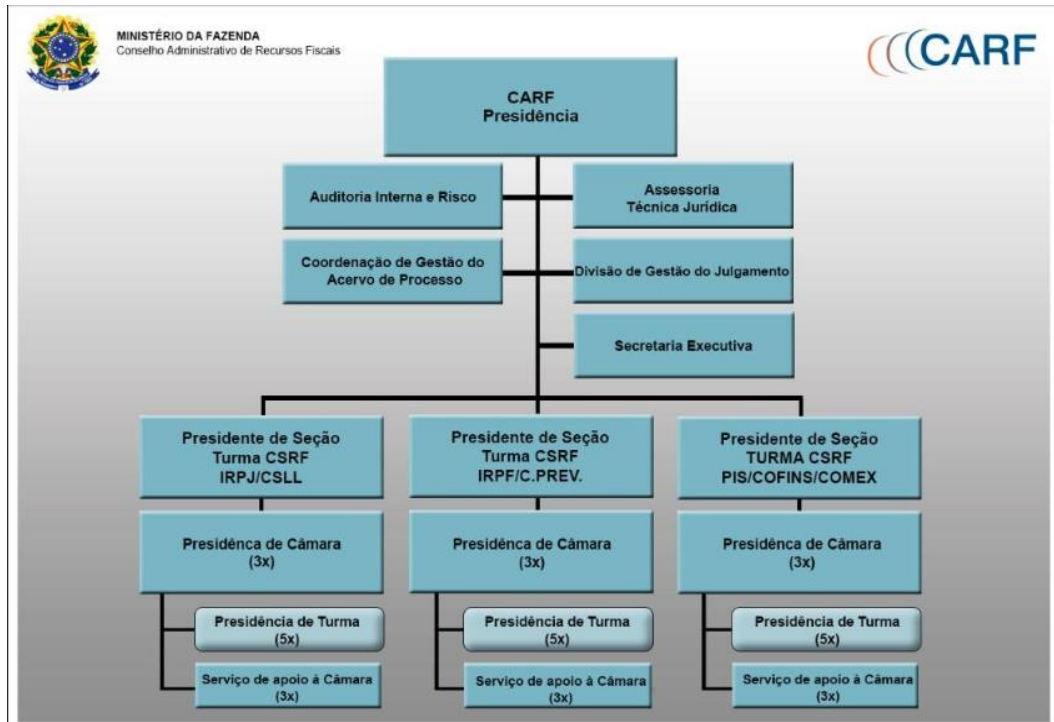 MINISTÉRIO DA FAZENDA
Conselho Administrativo de Recursos Fiscais
CARF
CARF
Presidência
Auditoria Interna e Risco
Assessoria
Técnica Jurídica
Coordenação de Gestão do
Acervo de Processo
Divisão de Gestão do Julgamento
Secretaria Executiva
Presidente de Seção
Turma CSRF
IRPJ/CSLL
Presidente de Seção
Turma CSRF
IRPF/C.PREV.
Presidente de Seção
TURMA CSRF
PIS/COFINS/COMEX
Presidênca de Câmara
(3x)
Presidênca de Câmara
(3x)
Presidênca de Câmara
(3x)
Presidência de Turma
(5x)
Presidência de Turma
(5x)
Presidência de Turma
(5x)
Serviço de apoio à Câmara
(3x)
Serviço de apoio à Câmara
(3x)
Serviço de apoio à Câmara
(3x)